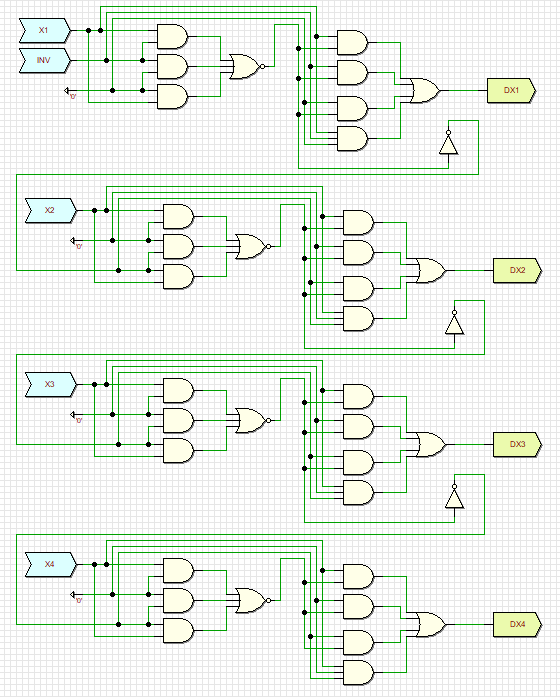 X1
INV
'0'
DX1
X2
'0'
DX2
X3
'0'
DX3
X4
'0'
DX4